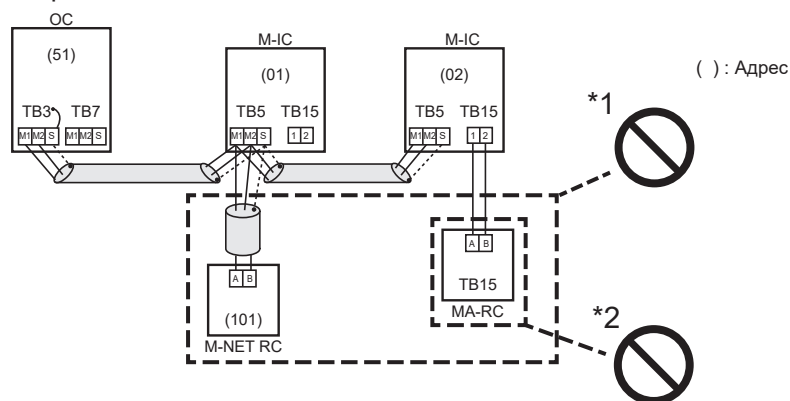 OC
M-IC
M-IC
(51)
(01)
(02)
( ) : Адрес
*1
TB3 TB7
TB5 TB15
TB5 TB15
M1 M2 S M1 M2 S
M1 M2 S 1 2
M1 M2 S 1 2
A B
A B
TB15
(101)
MA-RC
*2
M-NET RC